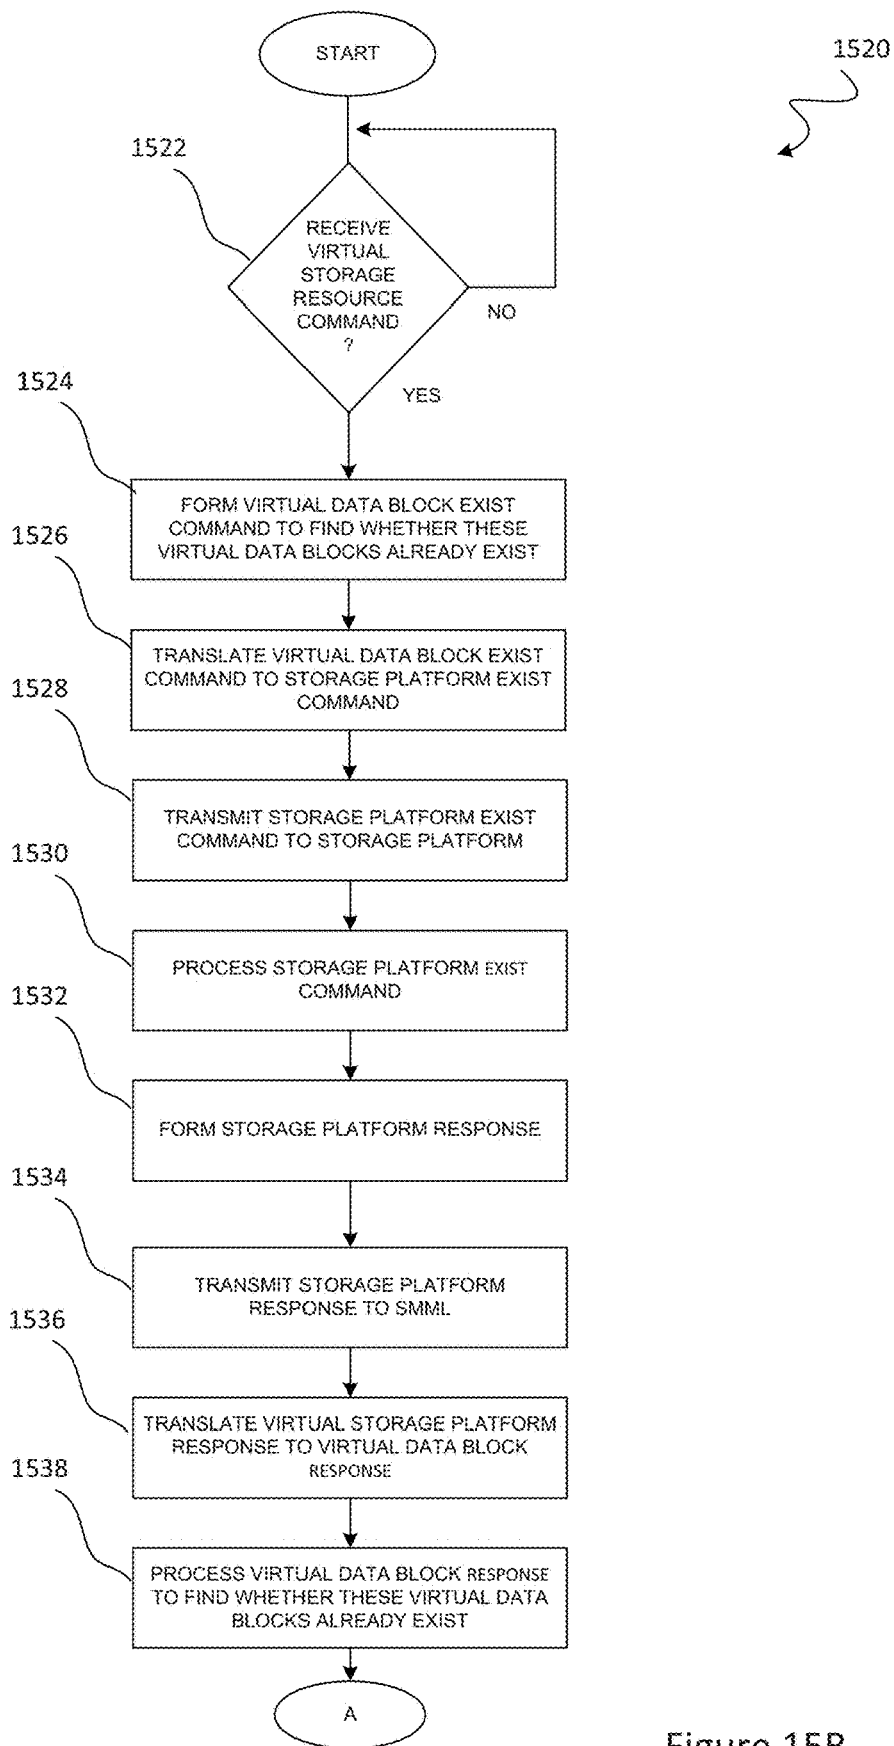 START
1520
1522
RECEIVE
VIRTUAL
STORAGE
RESOURCE
COMMAND
?
NO
YES
1524
FORM VIRTUAL DATA BLOCK EXIST
COMMAND TO FIND WHETHER THESE
VIRTUAL DATA BLOCKS ALREADY EXIST
1526
TRANSLATE VIRTUAL DATA BLOCK EXIST
COMMAND TO STORAGE PLATFORM EXIST
COMMAND
1528
TRANSMIT STORAGE PLATFORM EXIST
COMMAND TO STORAGE PLATFORM
1530
PROCESS STORAGE PLATFORM EXIST
COMMAND
1532
FORM STORAGE PLATFORM RESPONSE
1534
TRANSMIT STORAGE PLATFORM
RESPONSE TO SMML
1536
TRANSLATE VIRTUAL STORAGE PLATFORM
RESPONSE TO VIRTUAL DATA BLOCK
RESPONSE
1538
PROCESS VIRTUAL DATA BLOCK RESPONSE
TO FIND WHETHER THESE VIRTUAL DATA
BLOCKS ALREADY EXIST
A
Figure 15B